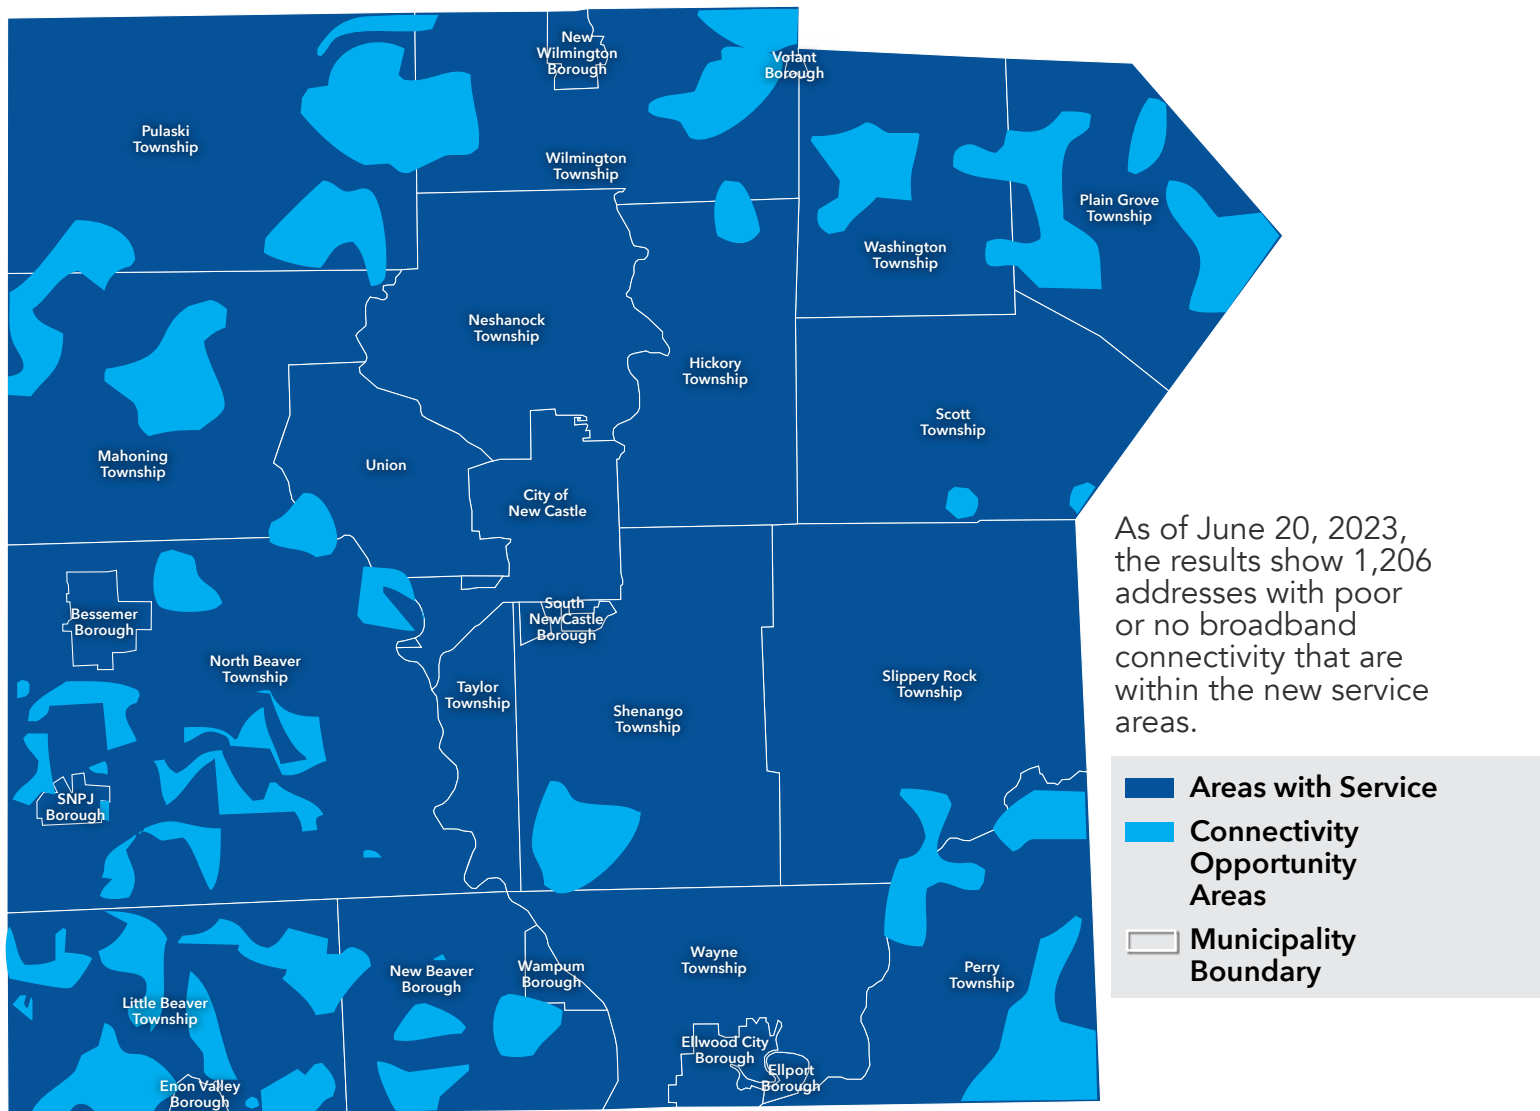 New
Wilmington
Borough
Volant
Borough
Pulaski
Township
Wilmington
Township
Plain Grove
Township
Washington
Township
Neshanock
Township
Hickory
Township
Scott
Township
Mahoning
Township
Union
City of
New Castle
Bessemer
Borough
South
NewCastle
Borough
North Beaver
Township
Taylor
Township
Shenango
Township
Slippery Rock
Township
SNPJ
Borough
Wayne
Township
New Beaver
Borough
Wampum
Borough
Perry
Township
Little Beaver
Township
Ellwood City
Borough
Ellport
Borough
Enon Valley
Borough
As of June 20, 2023,
the results show 1,206
addresses with poor
or no broadband
connectivity that are
within the new service
areas.
Areas with Service
Connectivity
Opportunity
Areas
Municipality
Boundary